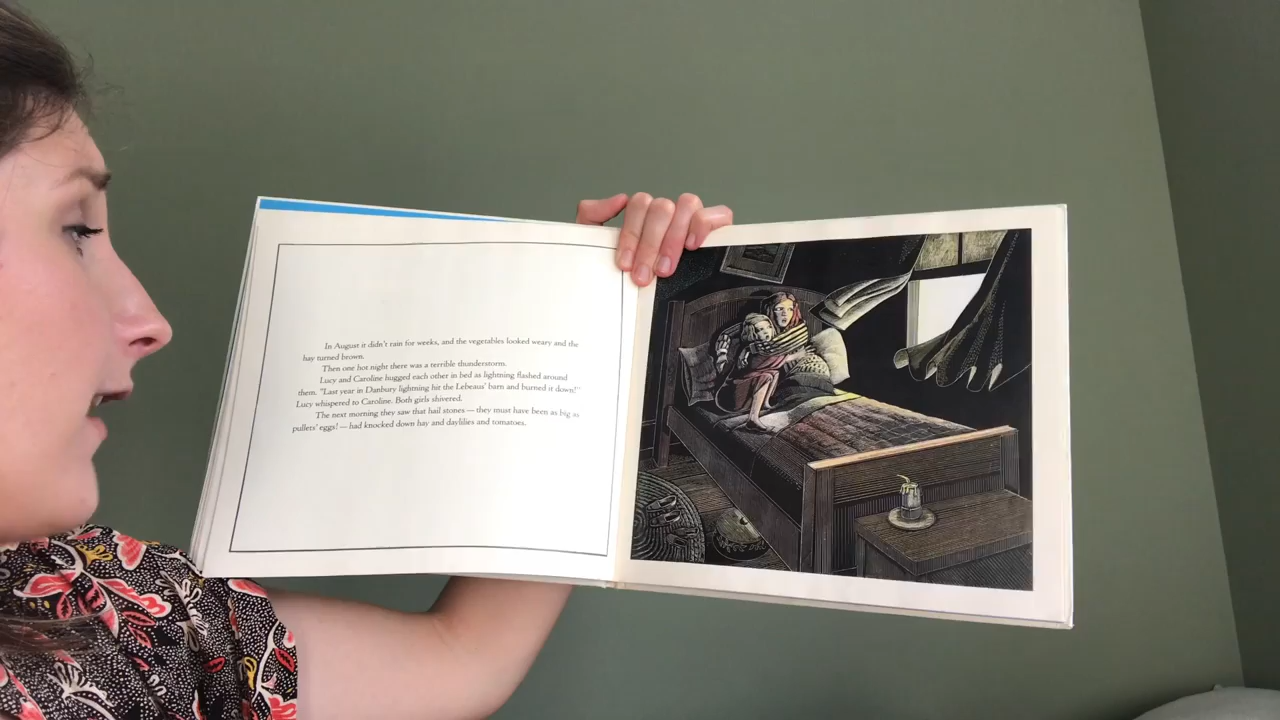 In August it didn't rain for weeks, and the vegetables looked weary and the
hay turned brown.
Then one hot night there was a terrible thunderstorm.
Lucy and Caroline hugged each other in bed as lightning flashed around
them. "Last year in Danbury lightning hit the Lebeaus' barn and burned it down!"
Lucy whispered to Caroline. Both girls shivered.
The next morning they saw that hail stones — they must have been as big as
pullets' eggs! — had knocked down hay and daylilies and tomatoes.